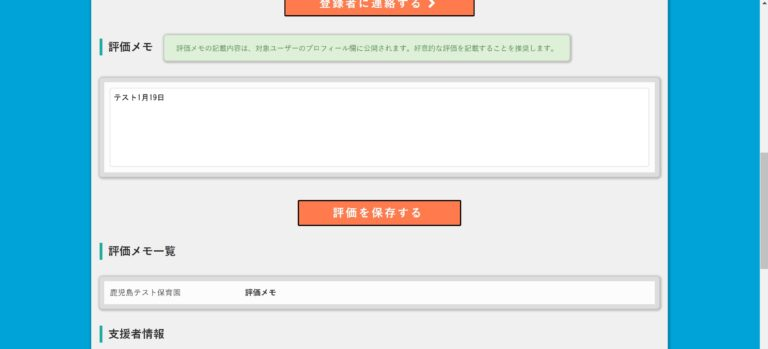 登録者に連絡する
評価メモ
評価メモの記載内容は、対象ユーザーのプロフィール欄に公開されます。好意的な評価を記載することを推奨します。
テスト1月19日
評価を保存する
評価メモ一覧
鹿児島テスト保育園 評価メモ
支援者情報